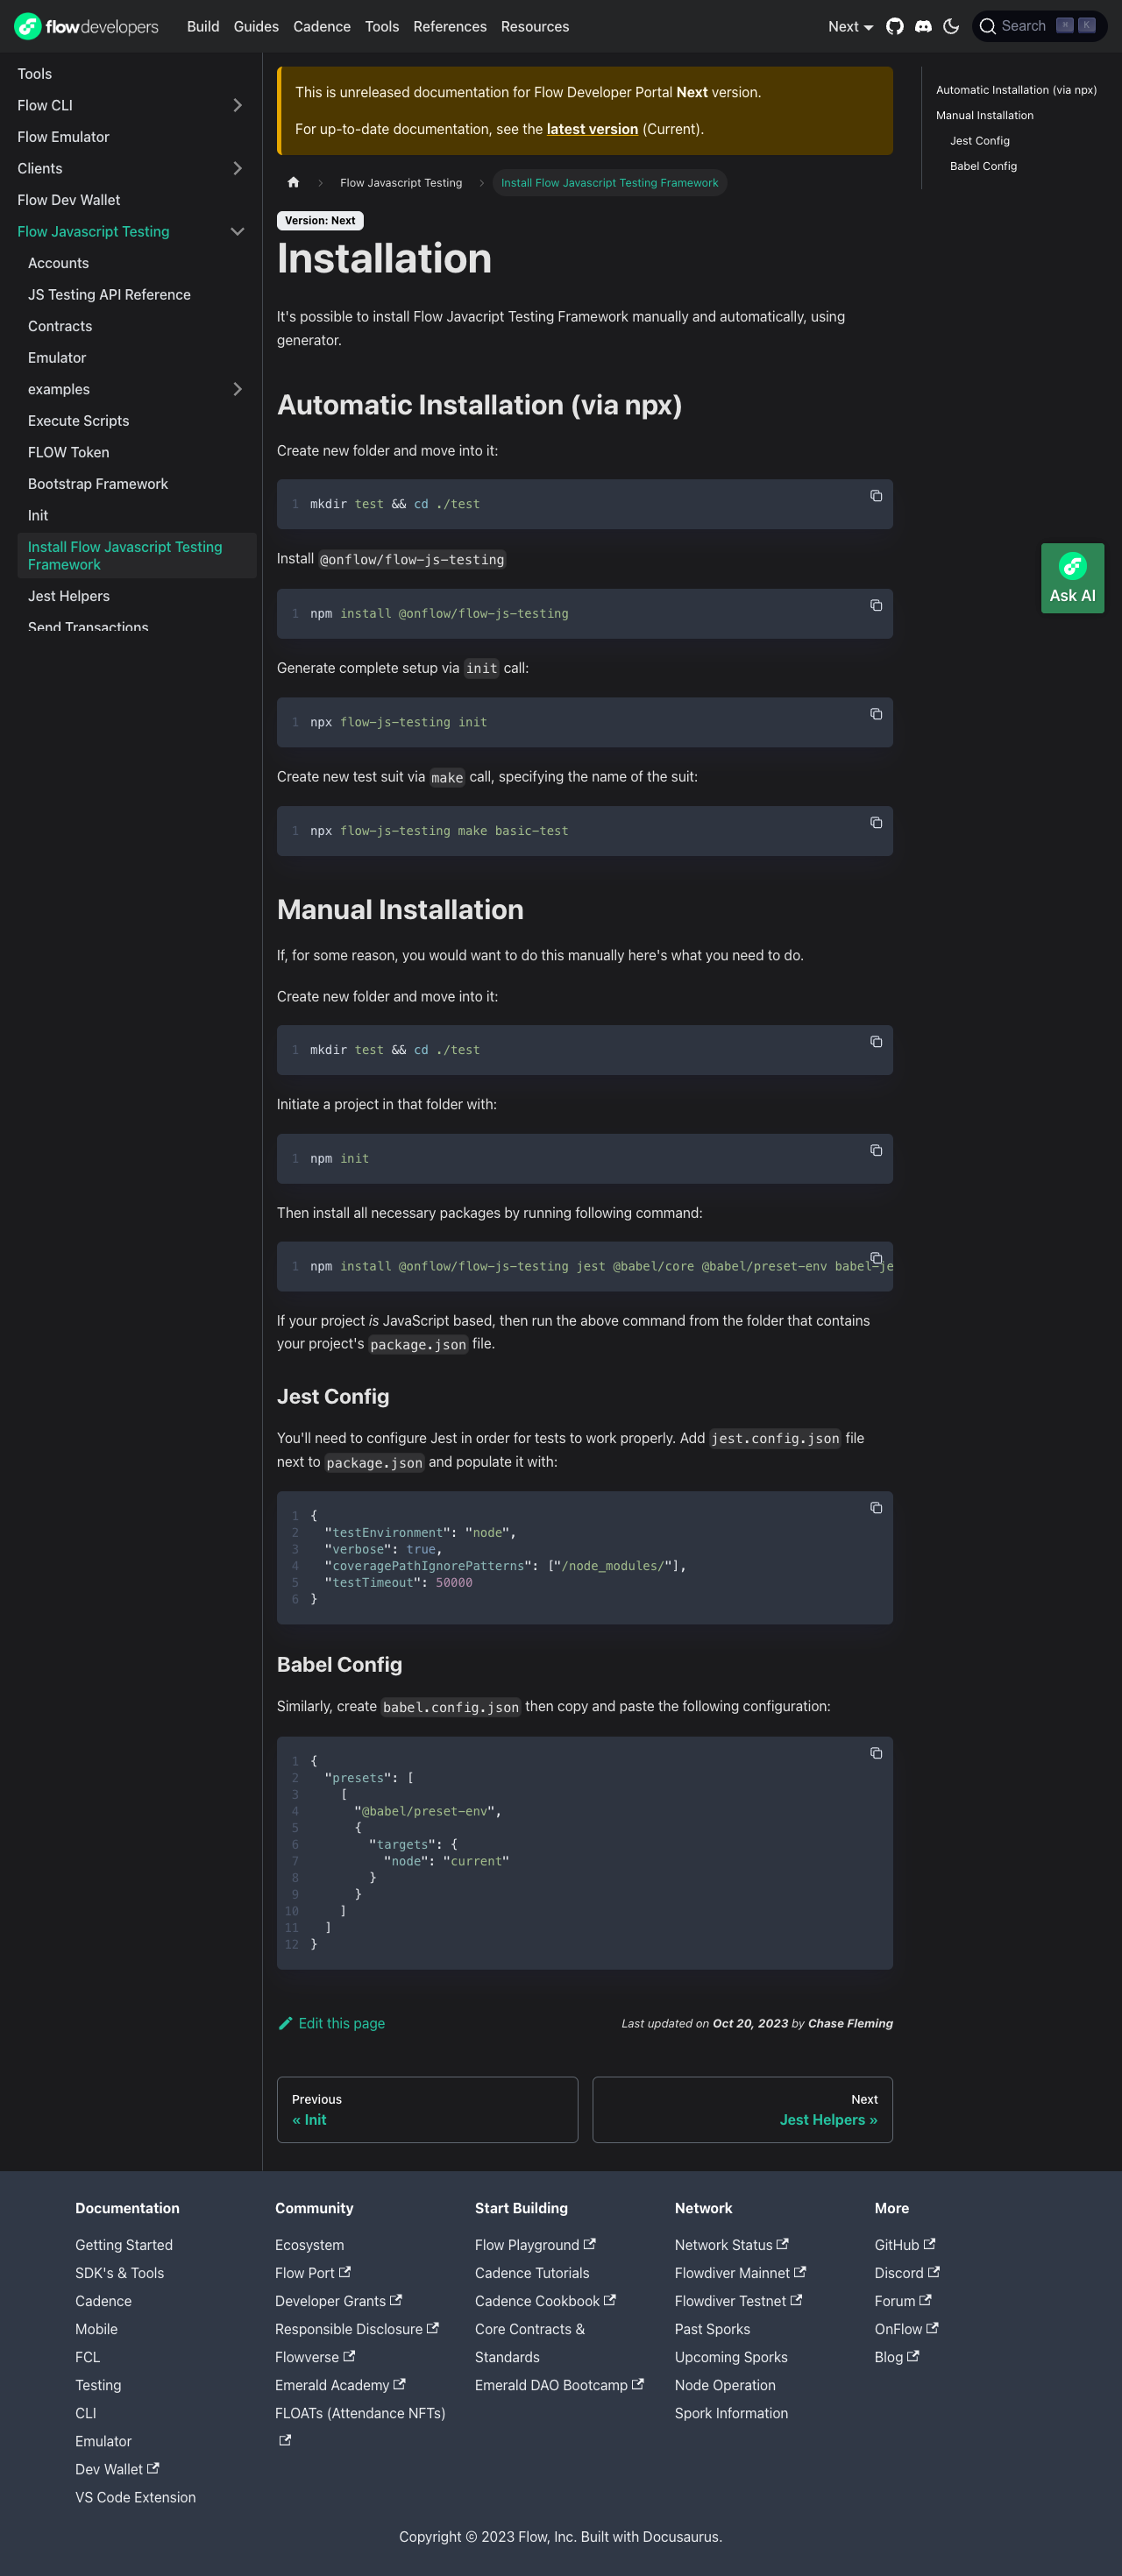 flowdevelopers
Build
Guides
Cadence
Tools
References
Resources
Next
Search
K
Tools
Flow CLI
Flow Emulator
Clients
Flow Dev Wallet
Flow Javascript Testing
Accounts
JS Testing API Reference
Contracts
Emulator
examples
Execute Scripts
FLOW Token
Bootstrap Framework
Init
Install Flow Javascript Testing
Framework
Jest Helpers
Send Transactions
This is unreleased documentation for Flow Developer Portal Next version.
For up-to-date documentation, see the latest version (Current).
Flow Javascript Testing
Install Flow Javascript Testing Framework
Version: Next
Installation
It's possible to install Flow Javacript Testing Framework manually and automatically, using
generator.
Automatic Installation (via npx)
Create new folder and move into it:
1 mkdir test && cd ./test
Install @onflow/flow-js-testing
1 npm install @onflow/flow-js-testing
Generate complete setup via init call:
1 npx flow-js-testing init
Create new test suit via make call, specifying the name of the suit:
1 npx flow-js-testing make basic-test
Manual Installation
If, for some reason, you would want to do this manually here's what you need to do.
Create new folder and move into it:
1 mkdir test && cd ./test
Initiate a project in that folder with:
1 npm init
Then install all necessary packages by running following command:
1 npm install @onflow/flow-js-testing jest @babel/core @babel/preset-env babel-je
If your project is JavaScript based, then run the above command from the folder that contains
your project's package.json file.
Jest Config
You'll need to configure Jest in order for tests to work properly. Add jest.config.json file
next to package.json and populate it with:
1 {
2 "testEnvironment": "node",
3 "verbose": true,
4 "coveragePathIgnorePatterns": ["/node_modules/"],
5 "testTimeout": 50000
6 }
Babel Config
Similarly, create babel.config.json then copy and paste the following configuration:
1 {
2 "presets": [
3 [
4 "@babel/preset-env",
5 {
6 "targets": {
7 "node": "current"
8 }
9 }
10 ]
11 ]
12 }
Edit this page
Last updated on Oct 20, 2023 by Chase Fleming
Previous
« Init
Next
Jest Helpers »
Automatic Installation (via npx)
Manual Installation
Jest Config
Babel Config
Ask AI
Documentation
Getting Started
SDK's & Tools
Cadence
Mobile
FCL
Testing
CLI
Emulator
Dev Wallet
VS Code Extension
Community
Ecosystem
Flow Port
Developer Grants
Responsible Disclosure
Flowverse
Emerald Academy
FLOATs (Attendance NFTs)
Start Building
Flow Playground
Cadence Tutorials
Cadence Cookbook
Core Contracts &
Standards
Emerald DAO Bootcamp
Network
Network Status
Flowdiver Mainnet
Flowdiver Testnet
Past Sporks
Upcoming Sporks
Node Operation
Spork Information
More
GitHub
Discord
Forum
OnFlow
Blog
Copyright © 2023 Flow, Inc. Built with Docusaurus.